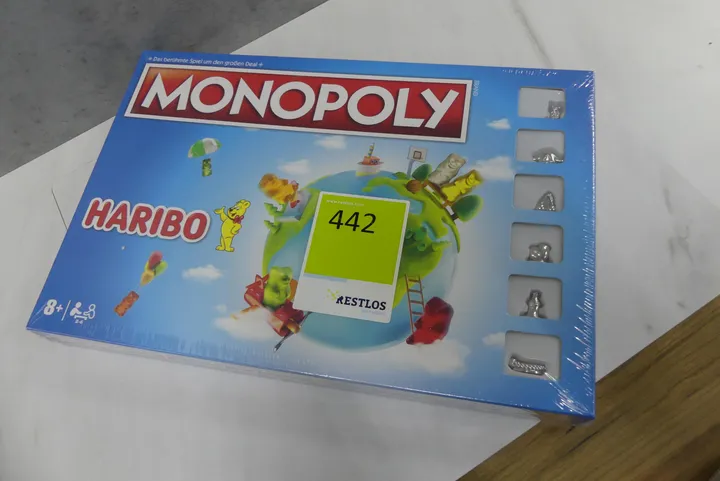 Das berühmte Spiel um den großen Deal
MONOPOLY
HARIBO
442
RESTLOS
8+